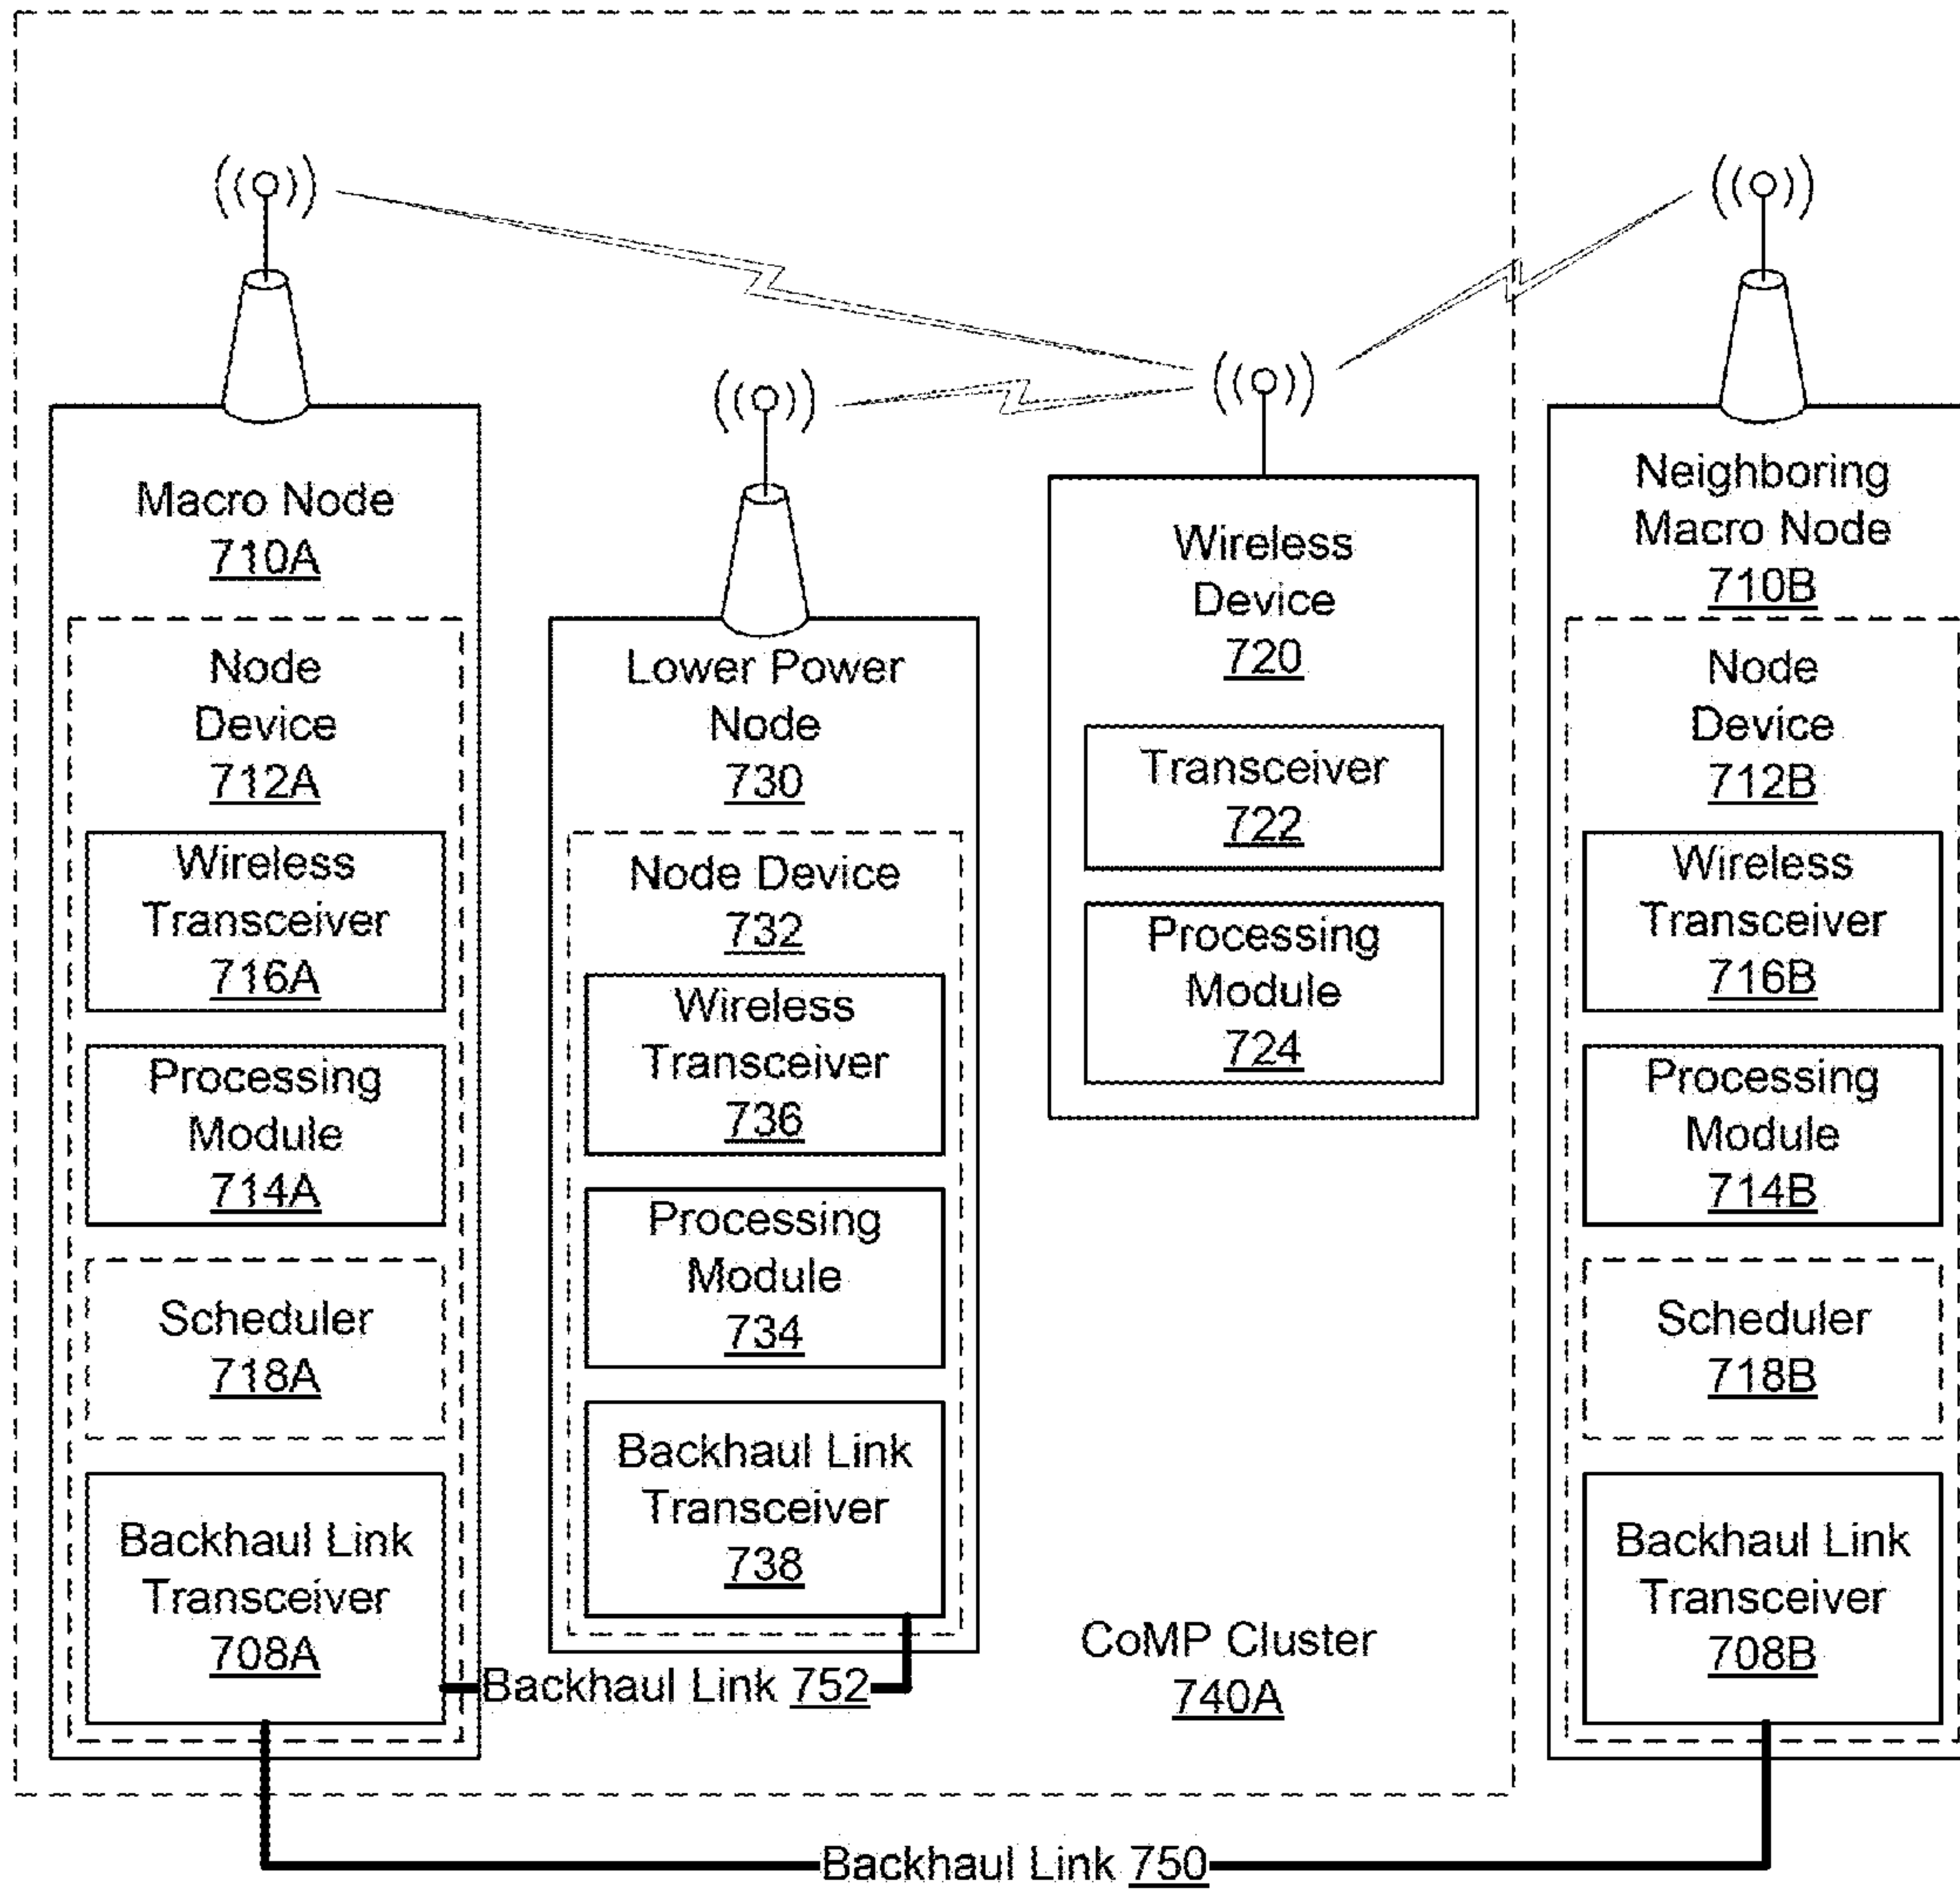 Macro Node
710A
Node
Device
712A
Wireless
Transceiver
716A
Processing
Module
714A
Scheduler
718A
Backhaul Link
Transceiver
708A
Lower Power
Node
730
Node Device
732
Wireless
Transceiver
736
Processing
Module
734
Backhaul Link
Transceiver
738
Backhaul Link 752
Wireless
Device
720
Transceiver
722
Processing
Module
724
CoMP Cluster
740A
Neighboring
Macro Node
710B
Node
Device
712B
Wireless
Transceiver
716B
Processing
Module
714B
Scheduler
718B
Backhaul Link
Transceiver
708B
Backhaul Link 750